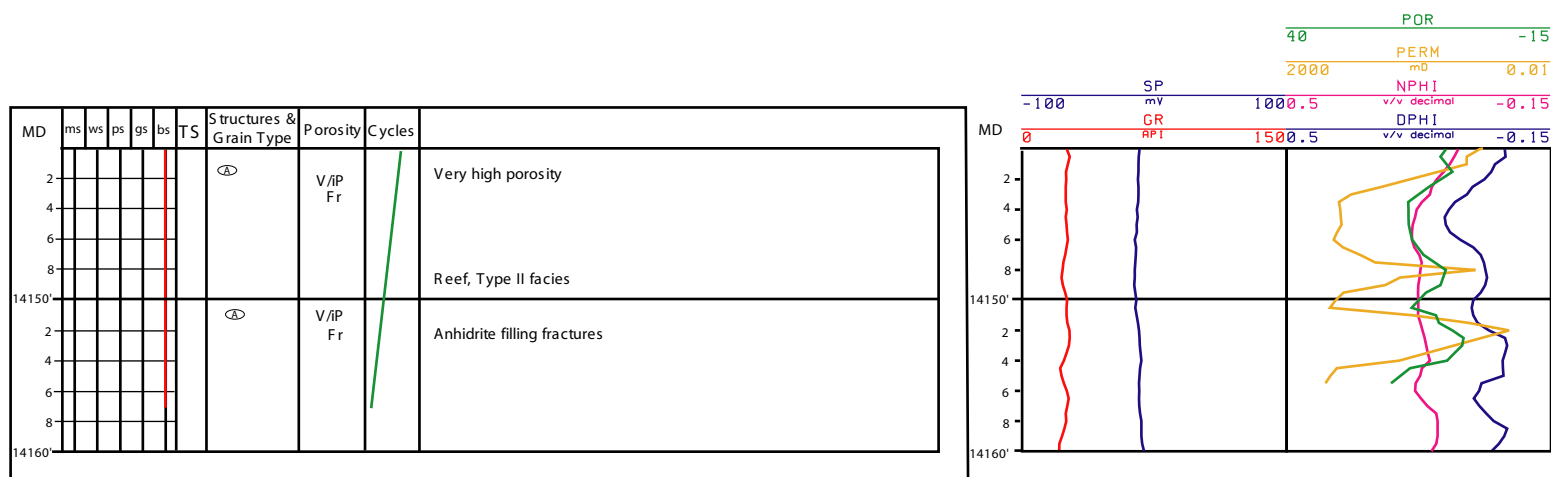 MD ms ws ps gs bs TS Structures & Grain Type Porosity Cycles
2
4
6
8
14150'
2
4
6
8
14160'
A
V/iP
Fr
Very high porosity
Reef, Type II facies
A
V/iP
Fr
Anhidrite filling fractures
POR
40 -15
PERM
2000 mD 0.01
SP NPHI
-100 mV 100 0.5 v/v decimal -0.15
MD GR DPHI
0 API 150 0.5 v/v decimal -0.15
2
4
6
8
14150'
2
4
6
8
14160'